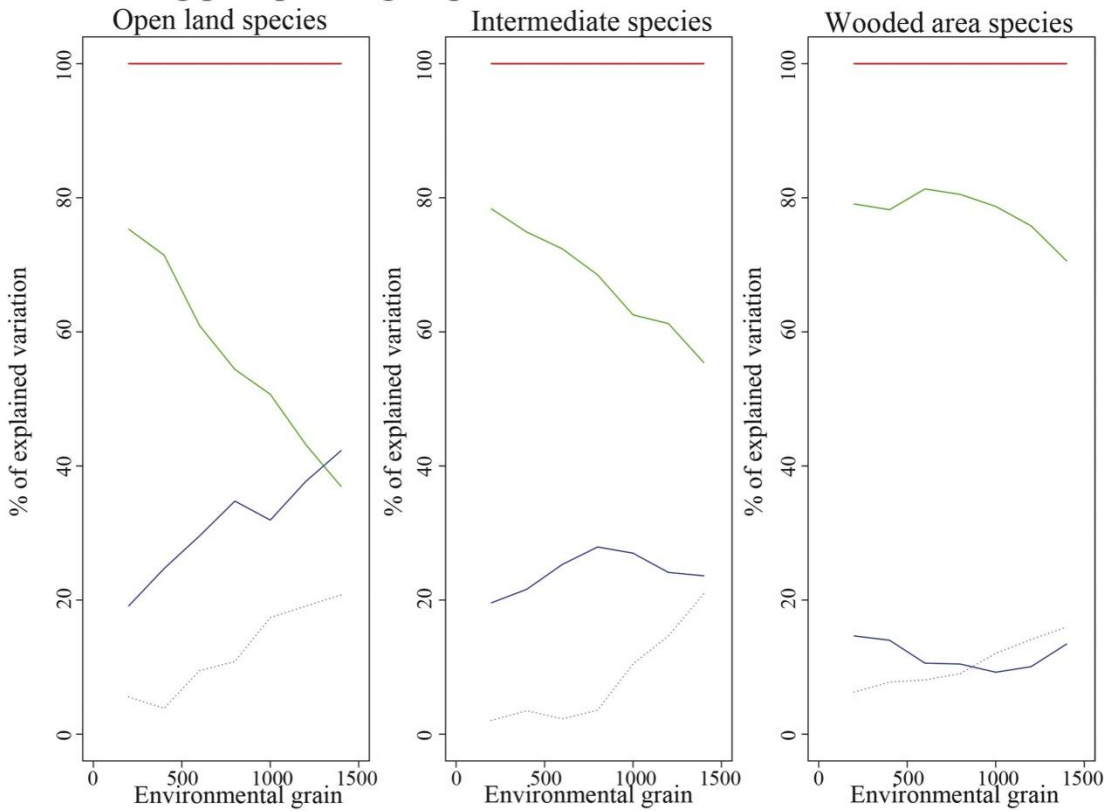 Open land species
Intermediate species
Wooded area species
% of explained variation
100
80
60
40
20
0
0 500 1000 1500
Environmental grain
% of explained variation
100
80
60
40
20
0
0 500 1000 1500
Environmental grain
% of explained variation
100
80
60
40
20
0
0 500 1000 1500
Environmental grain